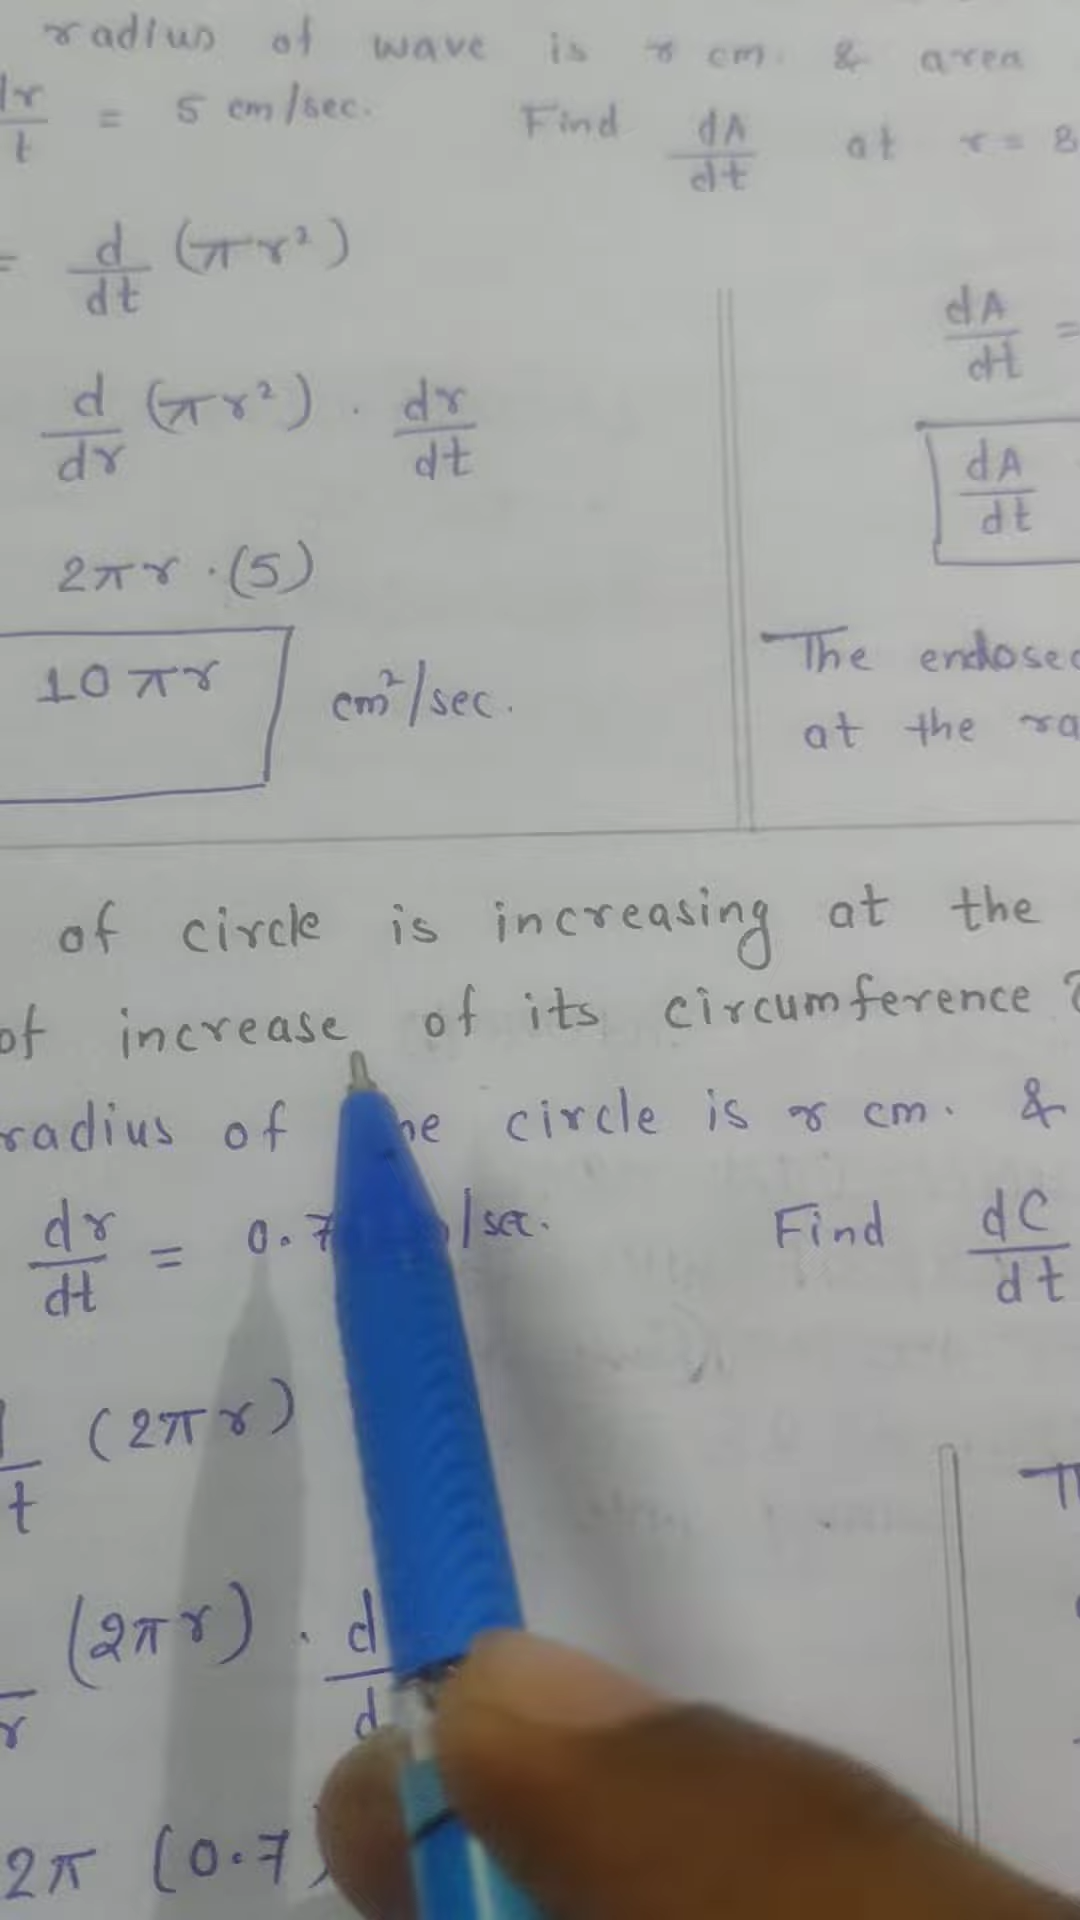 radius of wave is r cm. & area
dr/t = 5 cm/sec. Find dA/dt at r = 8
= d/dt (πr²)
d/dr (πr²) · dr/dt
2πr · (5)
10πr cm²/sec.
dA/dt =
dA/dt
The enclosed
at the ra
of circle is increasing at the
of increase of its circumference?
radius of he circle is r cm. &
dr/dt = 0.7 /sec. Find dC/dt
t (2πr)
r (2πr) · d/d
2π (0.7)